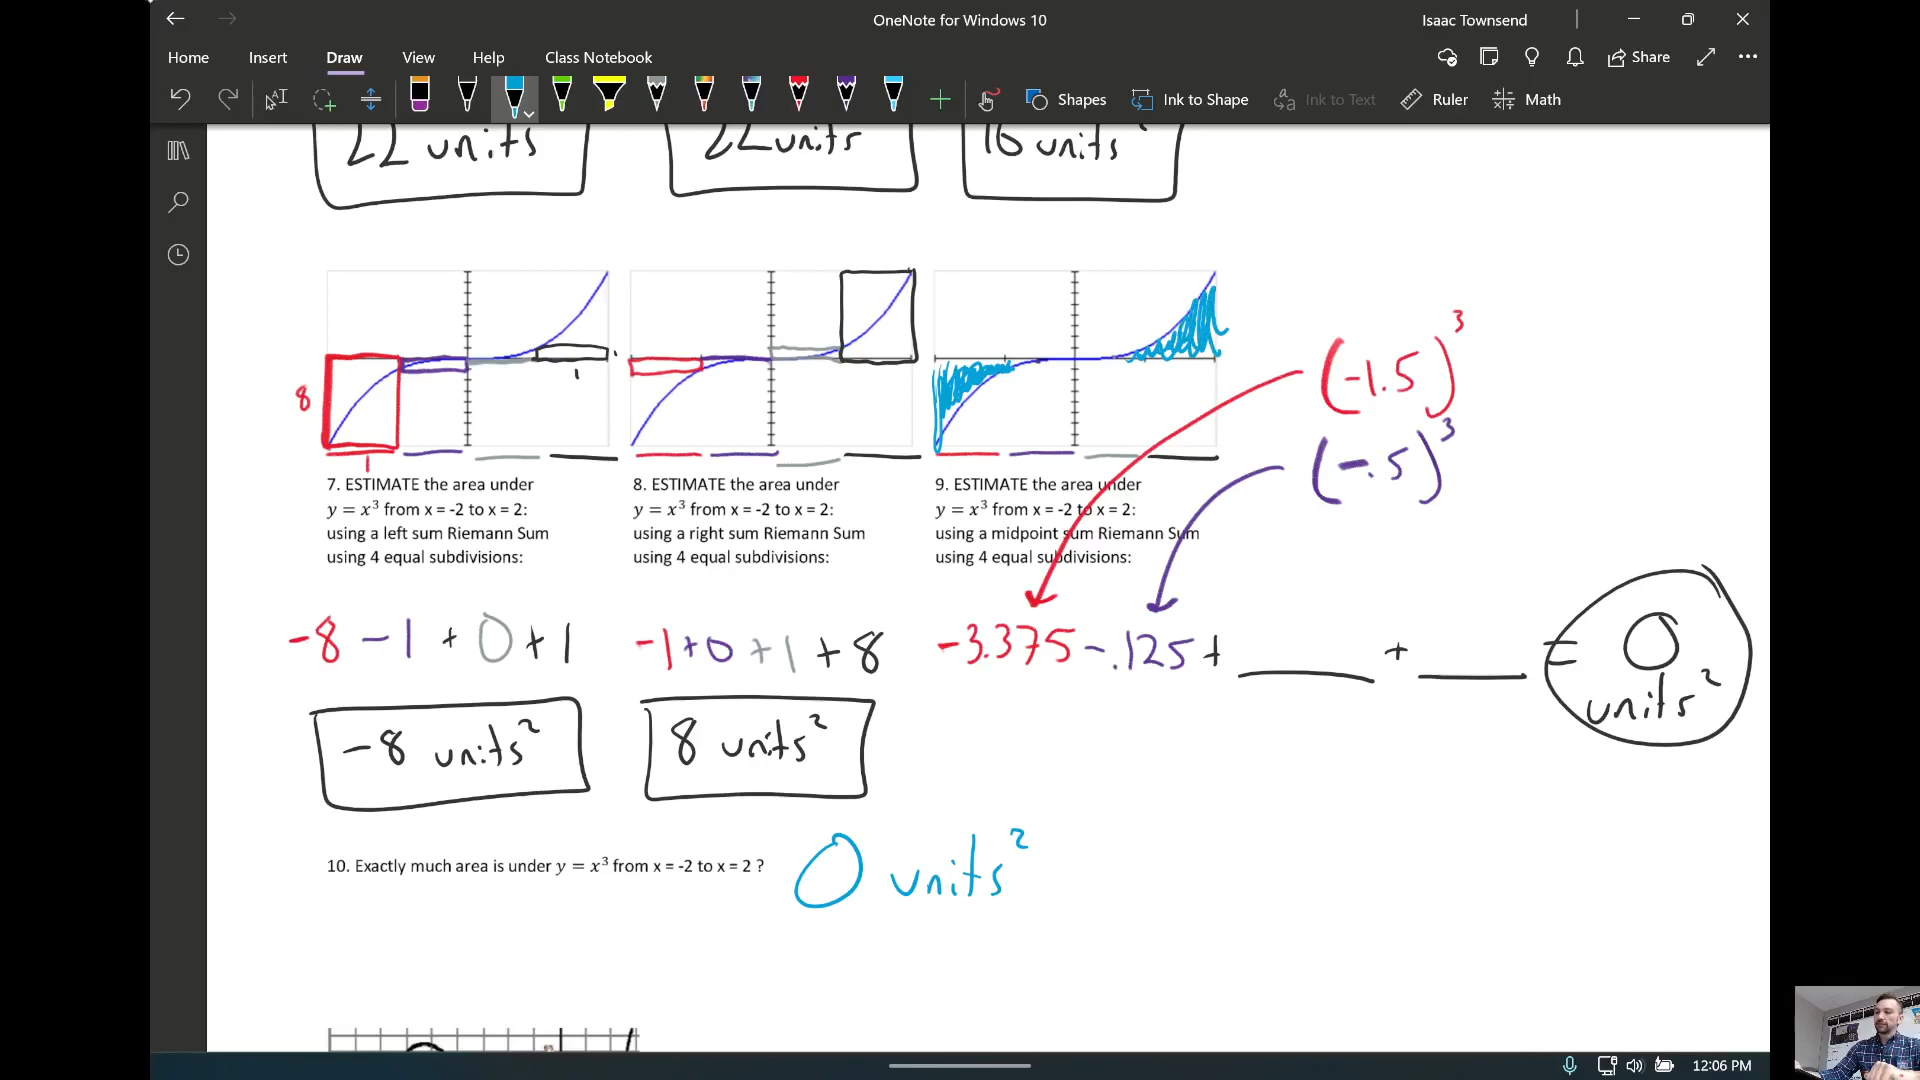 OneNote for Windows 10
Isaac Townsend
Home Insert Draw View Help Class Notebook
Share
Shapes Ink to Shape Ink to Text Ruler Math
22 units
22 units
16 units²
8
1
1
(-1.5)³
(-.5)³
7. ESTIMATE the area under
y = x³ from x = -2 to x = 2:
using a left sum Riemann Sum
using 4 equal subdivisions:
-8 -1 + 0 + 1
-8 units²
8. ESTIMATE the area under
y = x³ from x = -2 to x = 2:
using a right sum Riemann Sum
using 4 equal subdivisions:
-1 + 0 + 1 + 8
8 units²
9. ESTIMATE the area under
y = x³ from x = -2 to x = 2:
using a midpoint sum Riemann Sum
using 4 equal subdivisions:
-3.375 -.125 + ____ + ____ = 0
units²
10. Exactly much area is under y = x³ from x = -2 to x = 2 ?
0 units²
12:06 PM